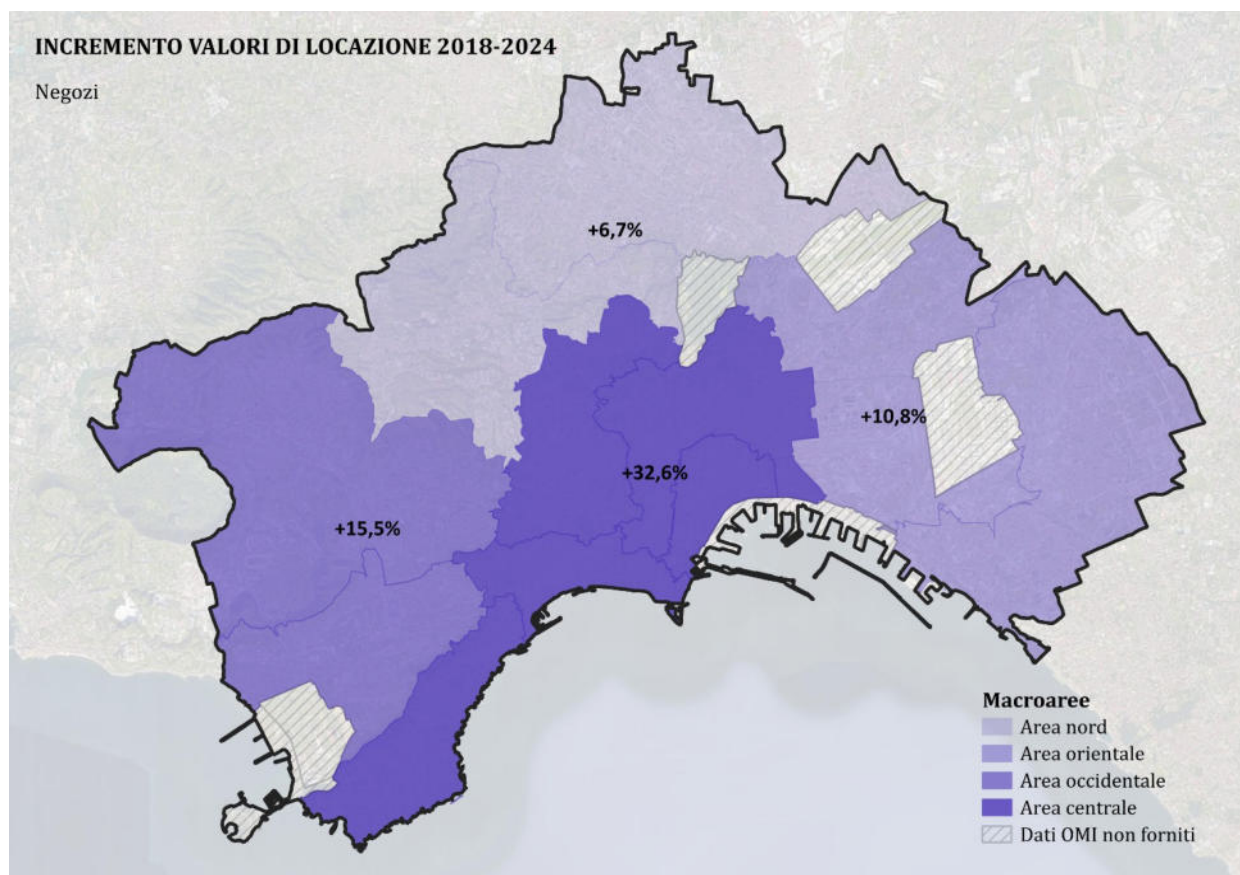 INCREMENTO VALORI DI LOCAZIONE 2018-2024
Negozi
+6,7%
+10,8%
+32,6%
+15,5%
Macroaree
Area nord
Area orientale
Area occidentale
Area centrale
Dati OMI non forniti